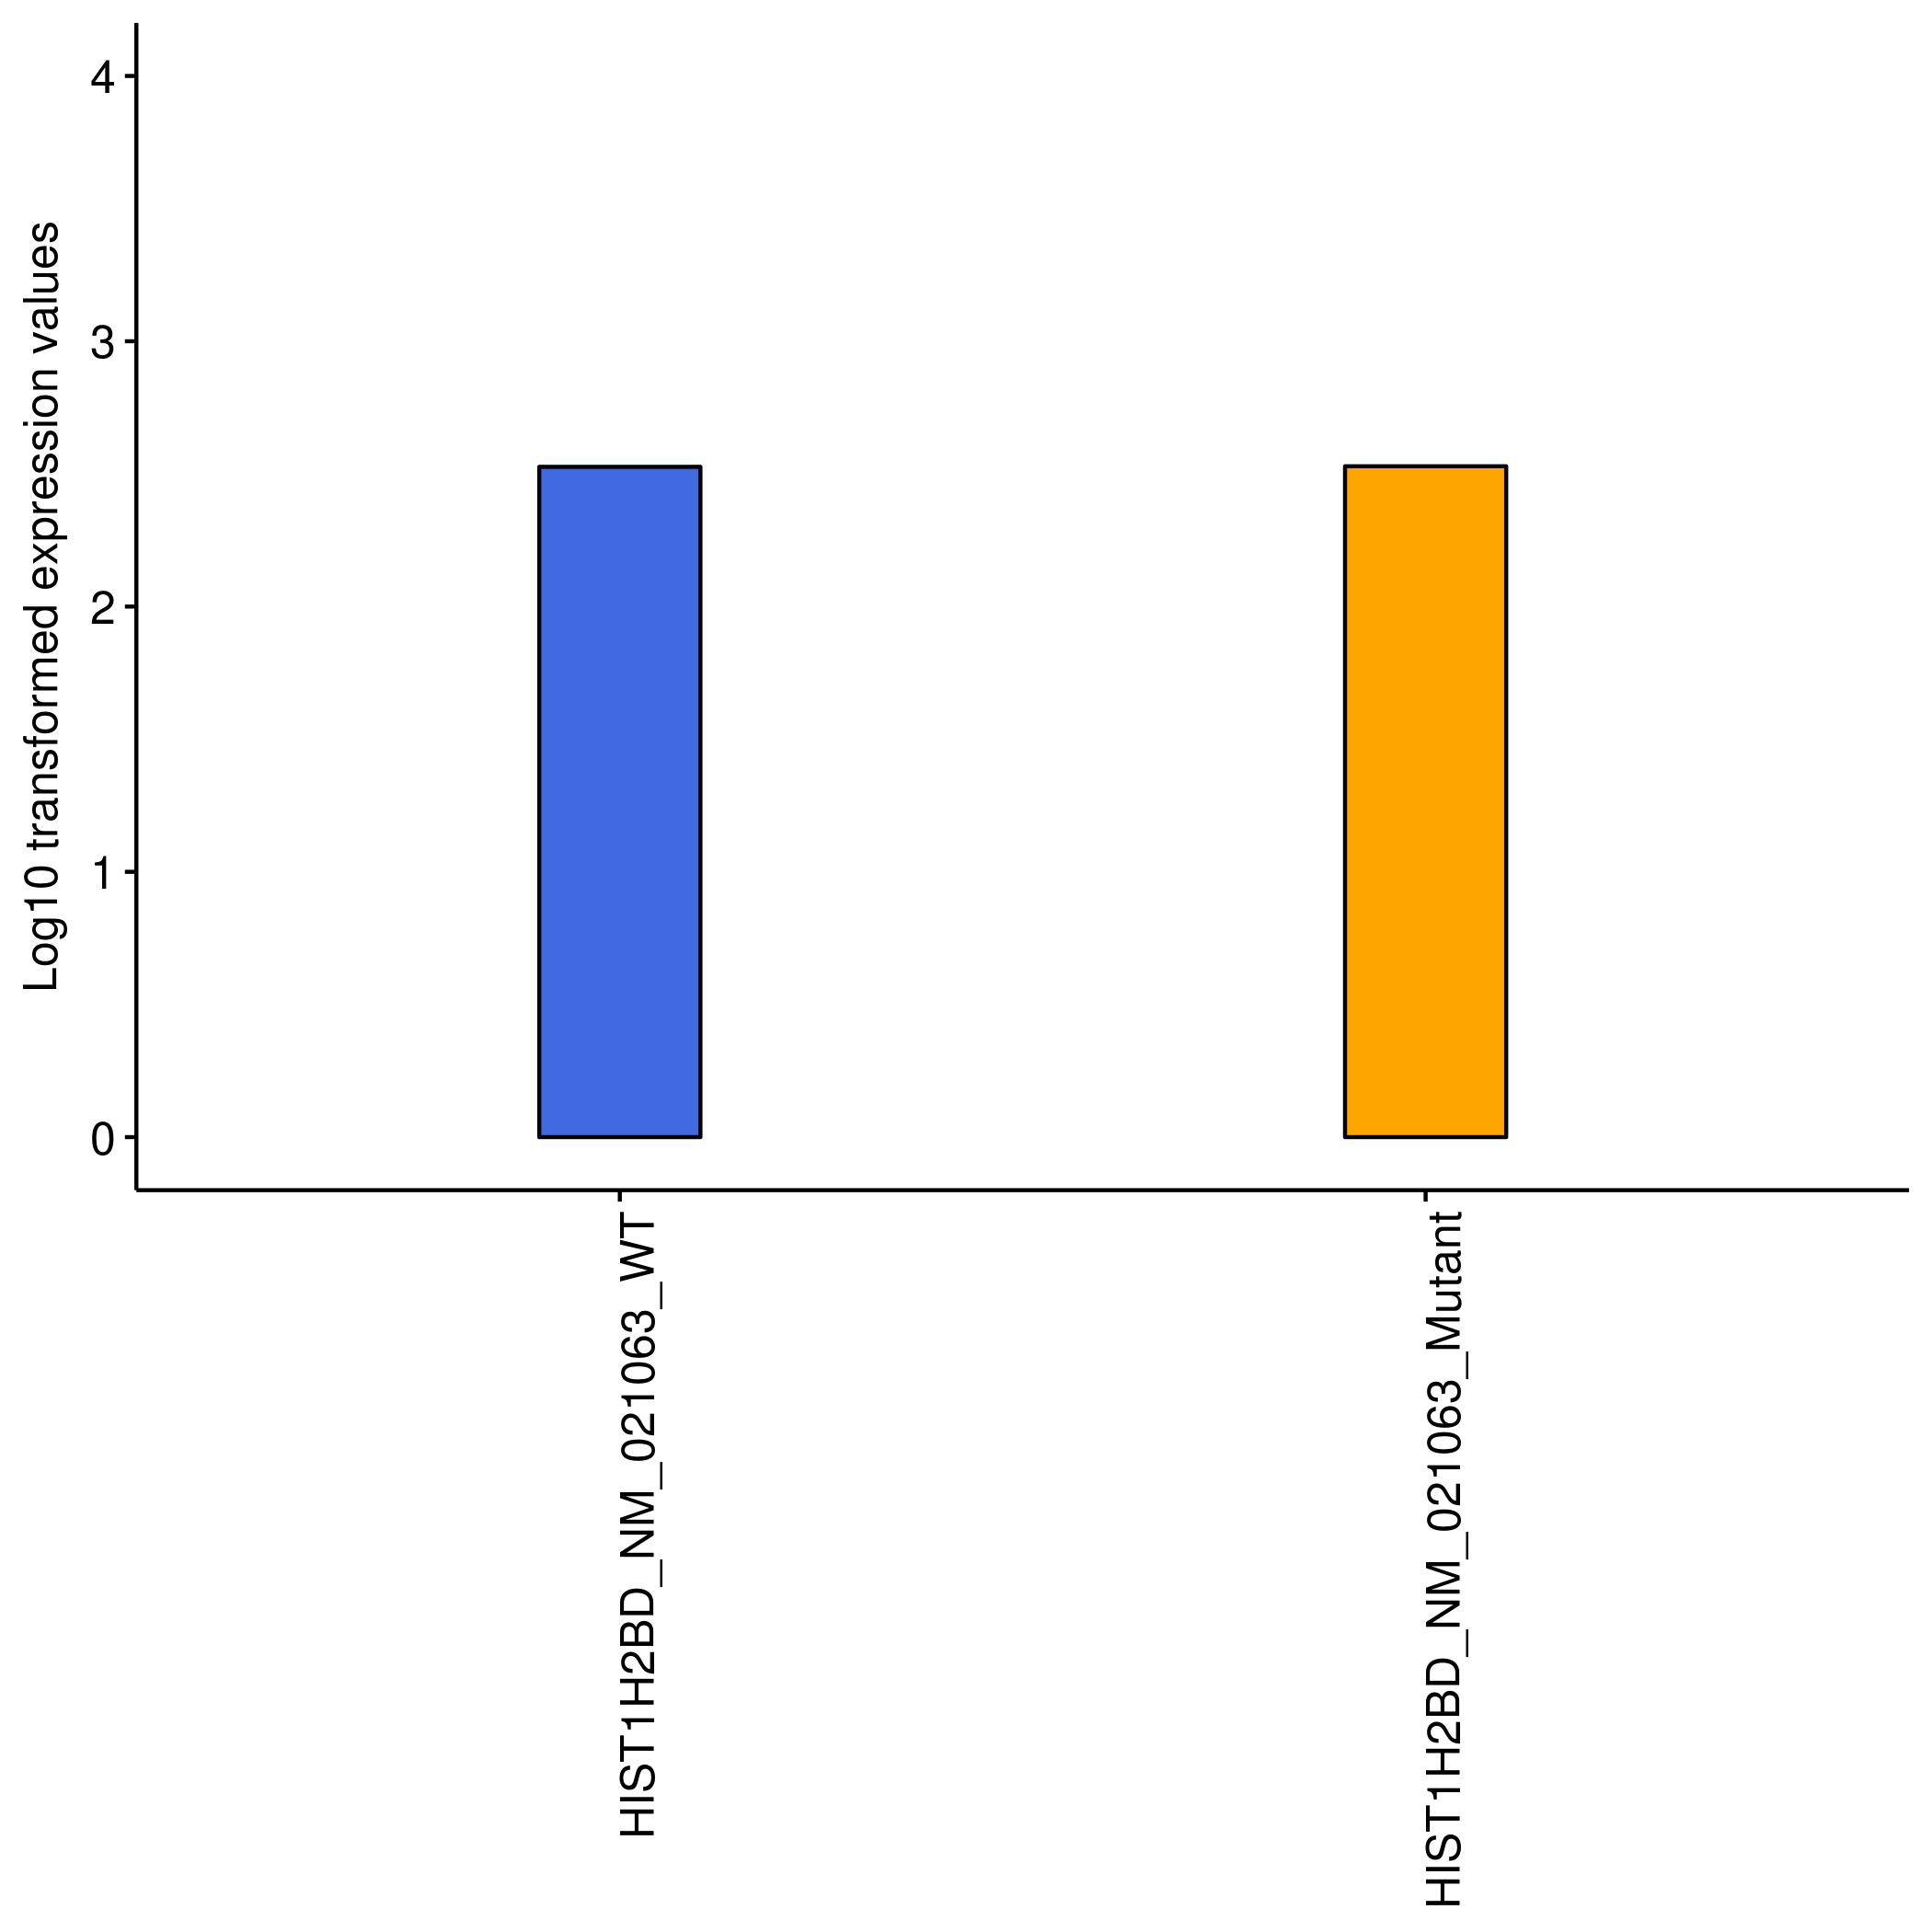 Log10 transformed expression values
4
3
2
1
0
HIST1H2BD_NM_021063_WT
HIST1H2BD_NM_021063_Mutant